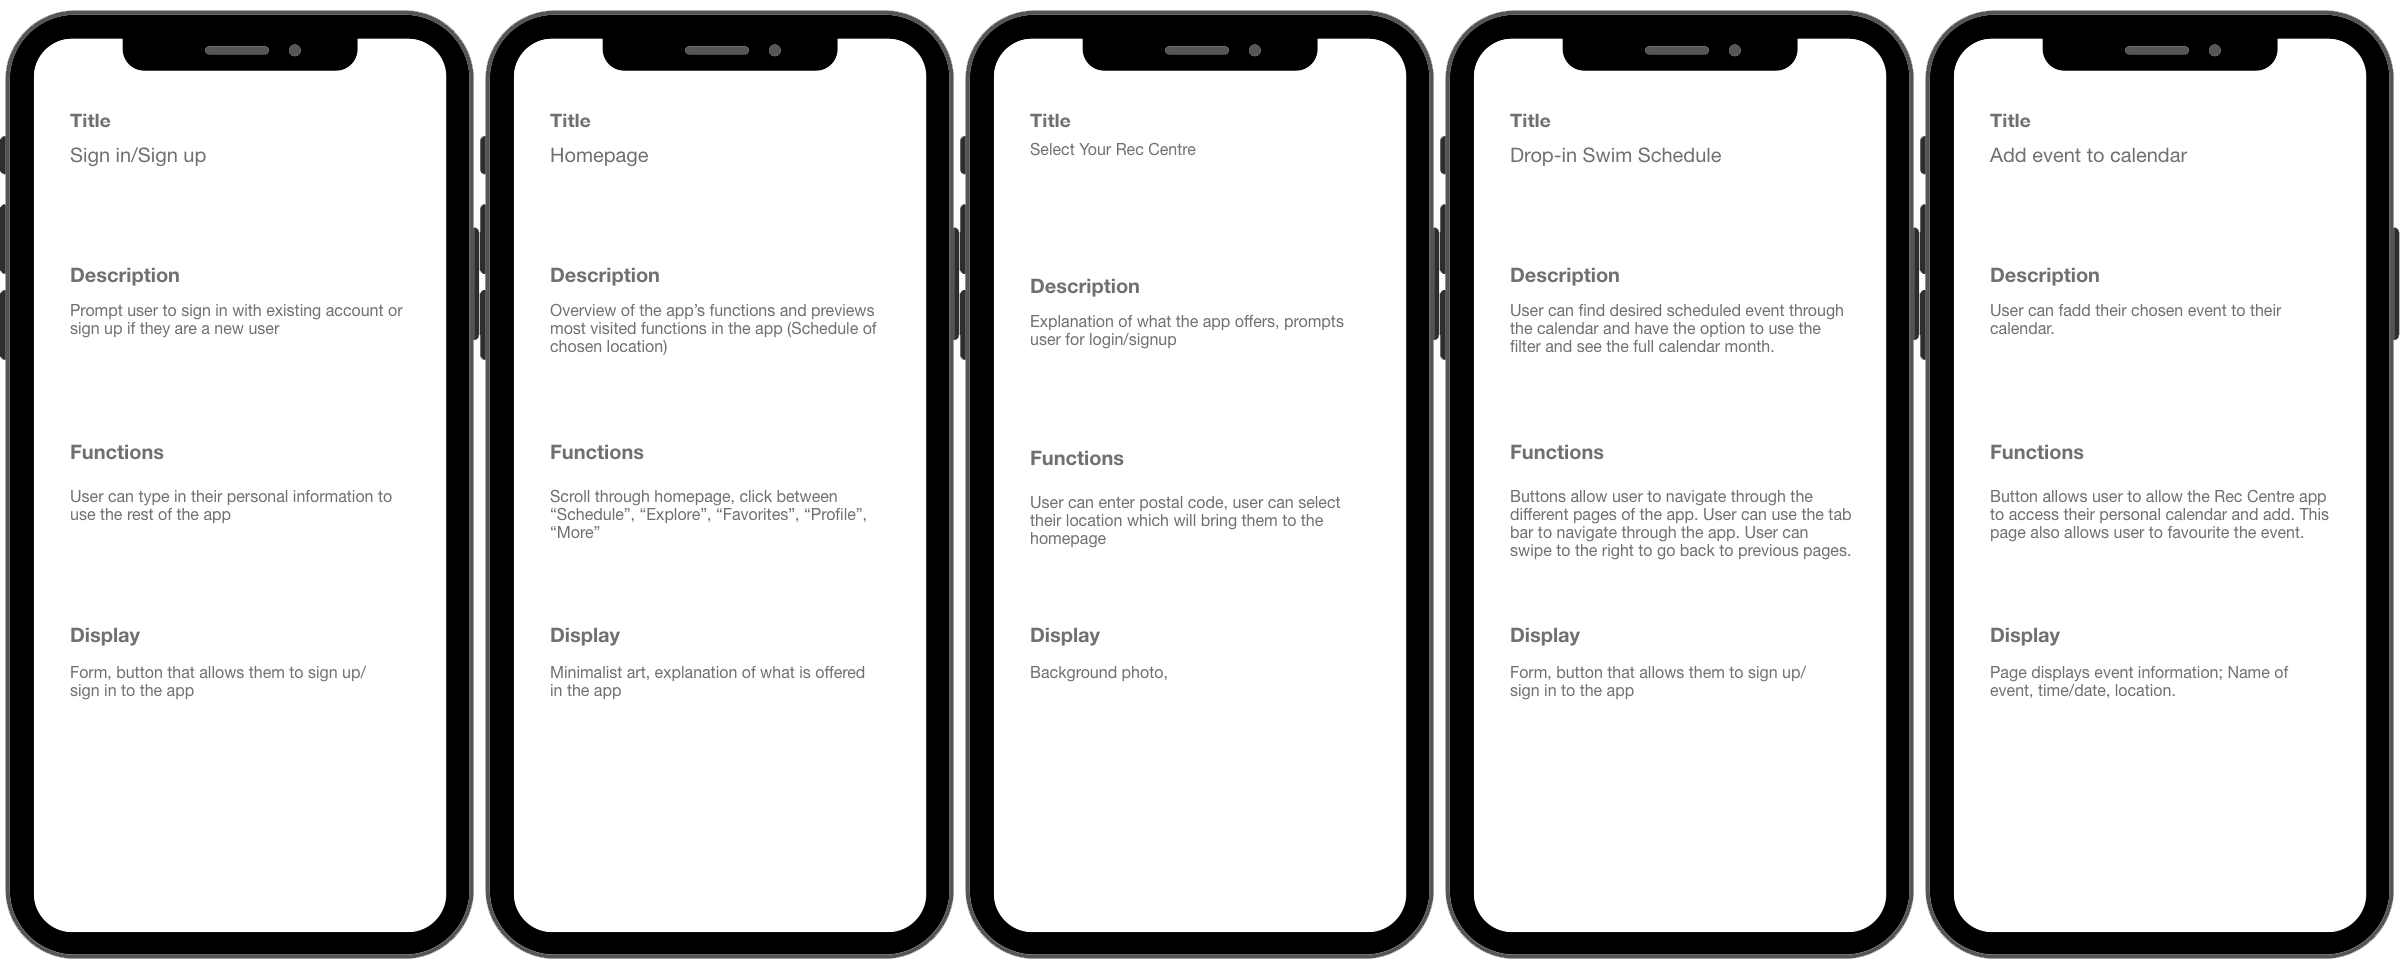 Title
Sign in/Sign up
Description
Prompt user to sign in with existing account or
sign up if they are a new user
Functions
User can type in their personal information to
use the rest of the app
Display
Form, button that allows them to sign up/
sign in to the app
Title
Homepage
Description
Overview of the app’s functions and previews
most visited functions in the app (Schedule of
chosen location)
Functions
Scroll through homepage, click between
“Schedule”, “Explore”, “Favorites”, “Profile”,
“More”
Display
Minimalist art, explanation of what is offered
in the app
Title
Select Your Rec Centre
Description
Explanation of what the app offers, prompts
user for login/signup
Functions
User can enter postal code, user can select
their location which will bring them to the
homepage
Display
Background photo,
Title
Drop-in Swim Schedule
Description
User can find desired scheduled event through
the calendar and have the option to use the
filter and see the full calendar month.
Functions
Buttons allow user to navigate through the
different pages of the app. User can use the tab
bar to navigate through the app. User can
swipe to the right to go back to previous pages.
Display
Form, button that allows them to sign up/
sign in to the app
Title
Add event to calendar
Description
User can fadd their chosen event to their
calendar.
Functions
Button allows user to allow the Rec Centre app
to access their personal calendar and add. This
page also allows user to favourite the event.
Display
Page displays event information; Name of
event, time/date, location.